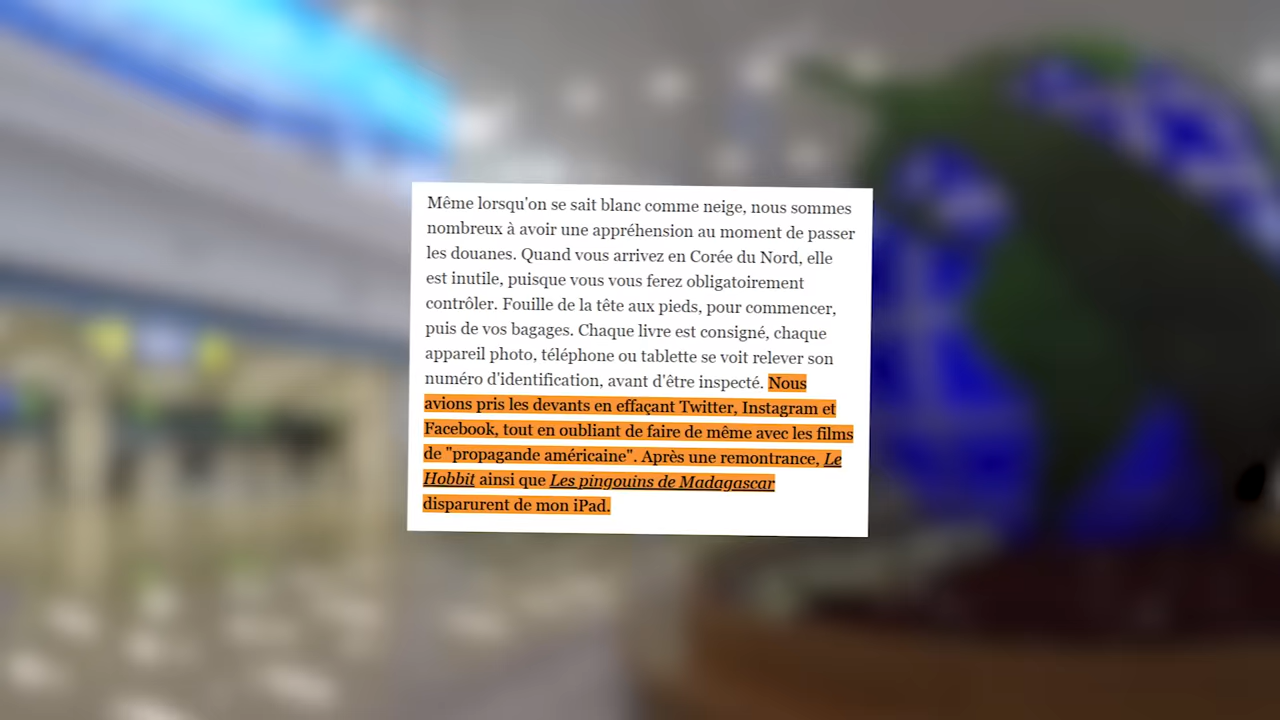 Même lorsqu'on se sait blanc comme neige, nous sommes
nombreux à avoir une appréhension au moment de passer
les douanes. Quand vous arrivez en Corée du Nord, elle
est inutile, puisque vous vous ferez obligatoirement
contrôler. Fouille de la tête aux pieds, pour commencer,
puis de vos bagages. Chaque livre est consigné, chaque
appareil photo, téléphone ou tablette se voit relever son
numéro d'identification, avant d'être inspecté. Nous
avions pris les devants en effaçant Twitter, Instagram et
Facebook, tout en oubliant de faire de même avec les films
de "propagande américaine". Après une remontrance, Le
Hobbit ainsi que Les pingouins de Madagascar
disparurent de mon iPad.